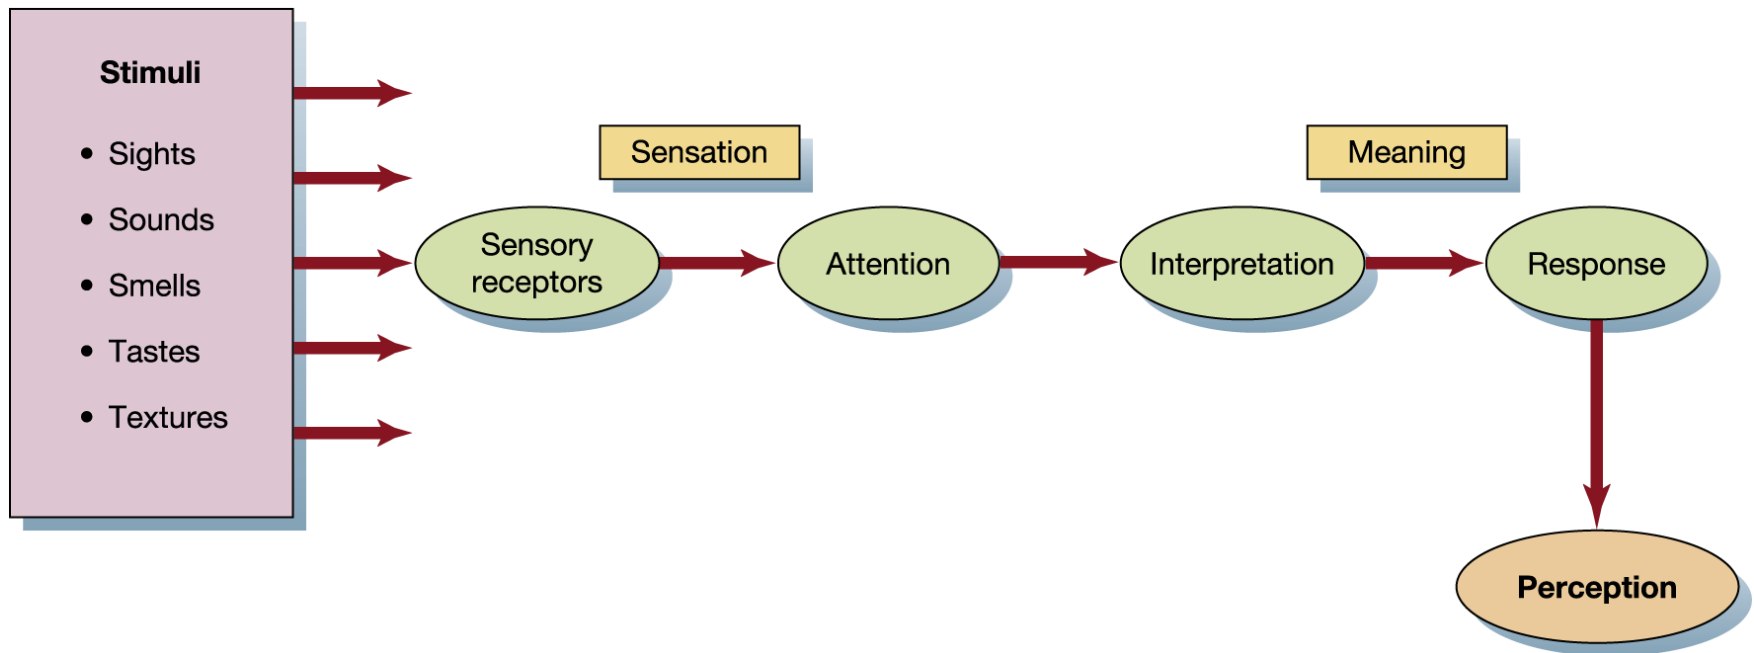 Stimuli
• Sights
• Sounds
• Smells
• Tastes
• Textures
Sensation
Meaning
Sensory
receptors
Attention
Interpretation
Response
Perception